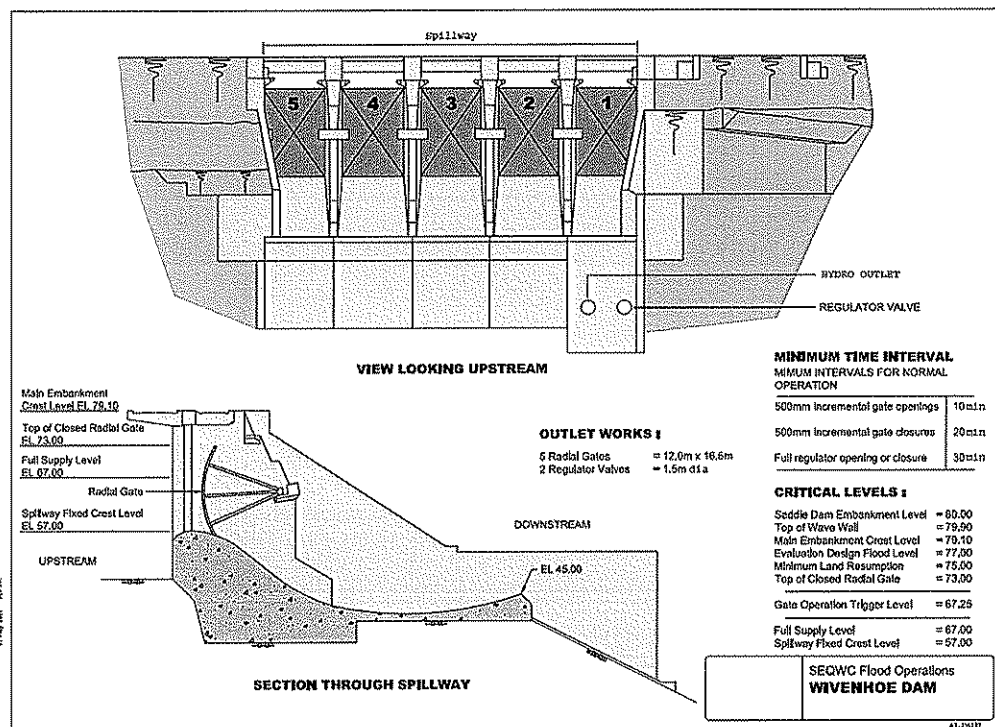 Spillway
5 4 3 2 1
HYDRO OUTLET
REGULATOR VALVE
VIEW LOOKING UPSTREAM
MINIMUM TIME INTERVAL
MIMUM INTERVALS FOR NORMAL
OPERATION
500mm incremental gate openings 10min
500mm incremental gate closures 20min
Full regulator opening or closure 30min
Main Embankment
Crest Level EL 79.10
Top of Closed Radial Gate
EL 73.00
Full Supply Level
EL 67.00
Radial Gate
Spillway Fixed Crest Level
EL 57.00
UPSTREAM
OUTLET WORKS :
5 Radial Gates = 12.0m x 16.6m
2 Regulator Valves = 1.5m dia
DOWNSTREAM
EL 45.00
SECTION THROUGH SPILLWAY
CRITICAL LEVELS :
Saddle Dam Embankment Level = 80.00
Top of Wave Wall = 79.90
Main Embankment Crest Level = 79.10
Evaluation Design Flood Level = 77.00
Minimum Land Resumption = 75.00
Top of Closed Radial Gate = 73.00
Gate Operation Trigger Level = 67.25
Full Supply Level = 67.00
Spillway Fixed Crest Level = 57.00
SEQWC Flood Operations
WIVENHOE DAM